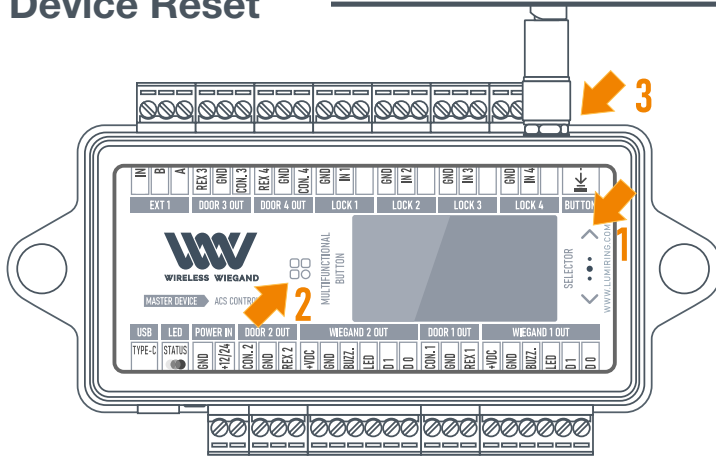 Device Reset
3
IN B A REX 3 GND CON. 3 REX 4 GND CON. 4 GND IN 1 GND IN 2 GND IN 3 GND IN 4
EXT 1 DOOR 3 OUT DOOR 4 OUT LOCK 1 LOCK 2 LOCK 3 LOCK 4 BUTTON
1
WIRELESS WIEGAND
MULTIFUNCTIONAL
BUTTON
SELECTOR
WWW.LUMIRING.COM
2
MASTER DEVICE ACS
USB LED POWER IN DOOR 2 OUT WIEGAND 2 OUT DOOR 1 OUT WIEGAND 1 OUT
TYPE-C STATUS GND +12/24 CON. 2 GND REX 2 +VDC GND BUZZ. LED D 1 D 0 CON.1 GND REX 1 +VDC GND BUZZ. LED D 1 D 0